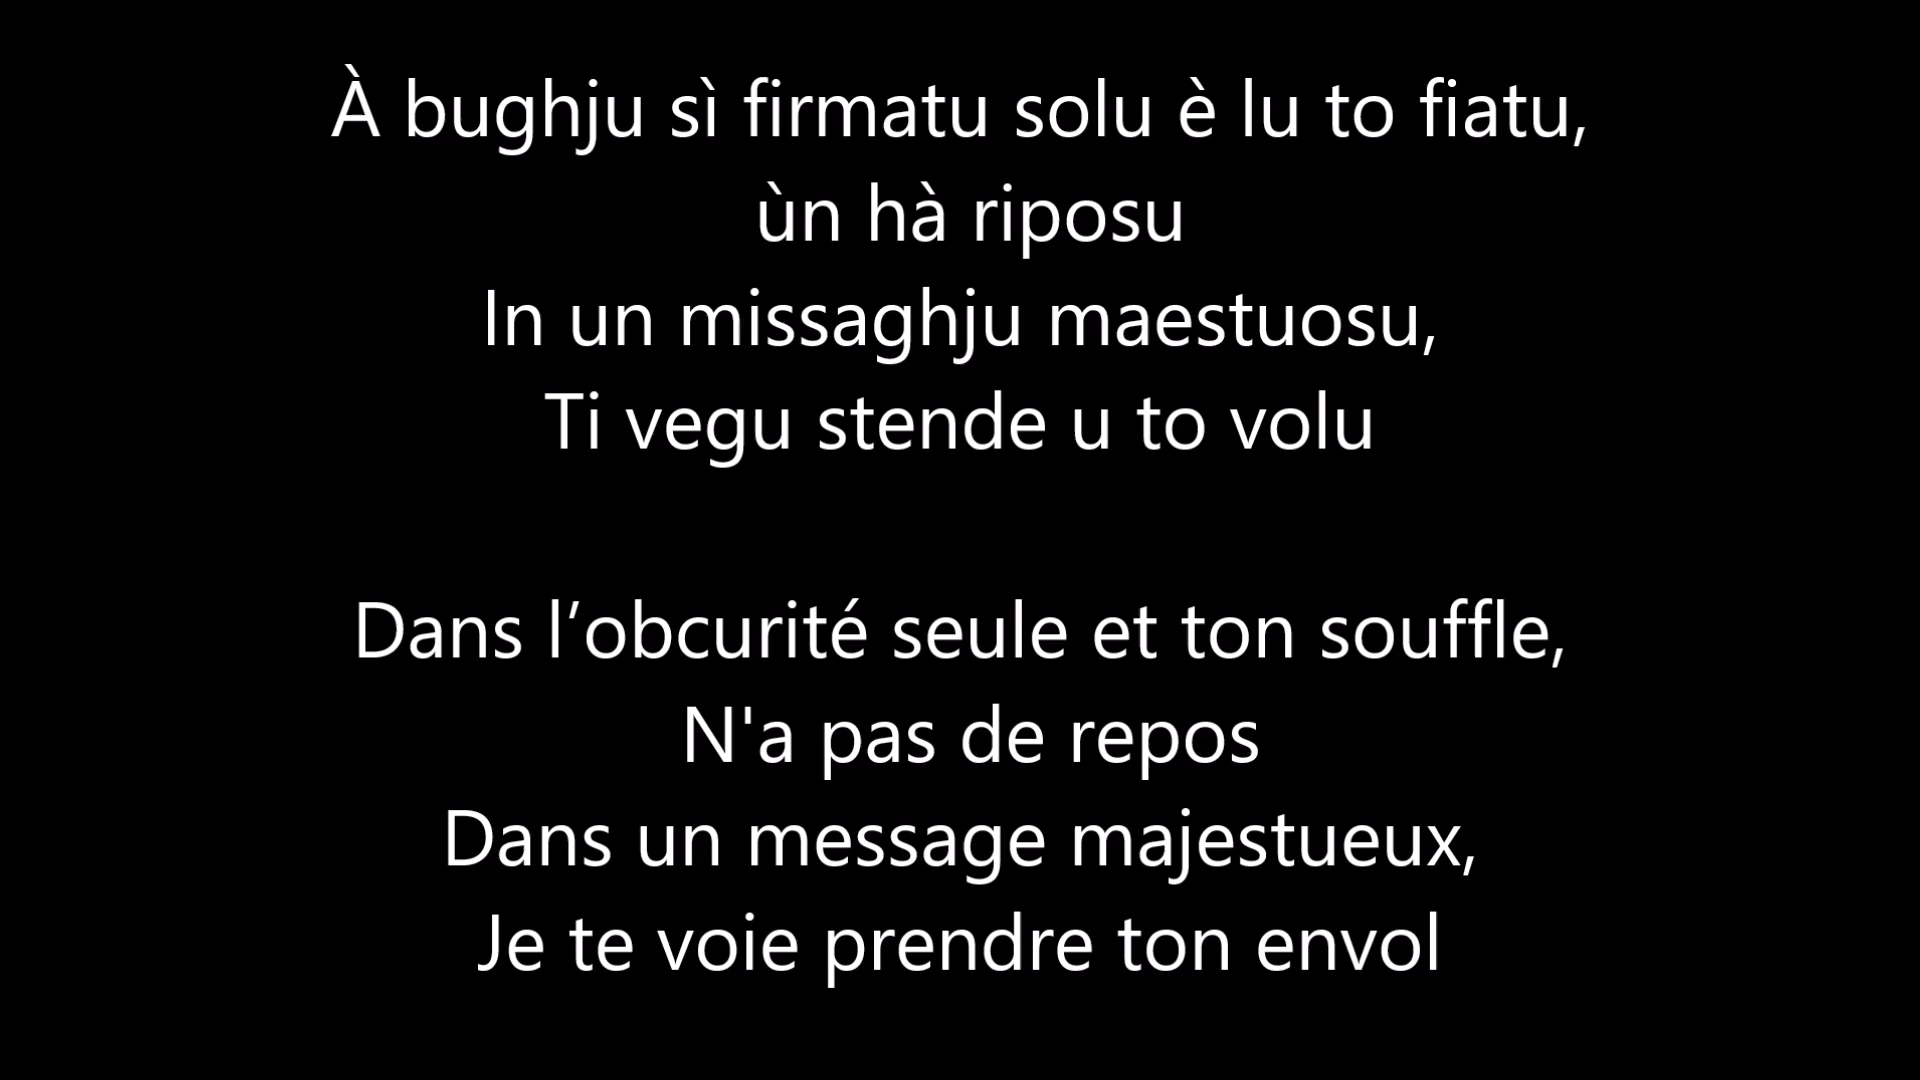 À bughju sì firmatu solu è lu to fiatu,
ùn hà riposu
In un missaghju maestuosu,
Ti vegu stende u to volu
Dans l’obcurité seule et ton souffle,
N'a pas de repos
Dans un message majestueux,
Je te voie prendre ton envol